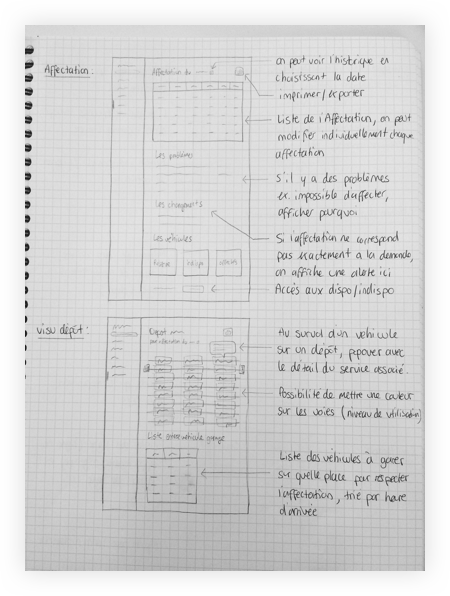 Affectation:
Affectation du
Les problèmes
Les changements
Les véhicules
on peut voir l'historique en
choisissant la date
imprimer/exporter
Liste de l'Affectation, on peut
modifier individuellement chaque
affectation
S'il y a des problèmes
ex. impossible d'affecter,
afficher pourquoi
Si l'affectation ne correspond
pas exactement a la demande,
on affiche une alerte ici
Accès aux dispo/indispo
visu dépôt:
Dépot
Liste
véhicule
Au survol d'un vehicule
sur un dépôt, popover avec
le détail du service associé.
Possibilité de mettre une couleur
sur les voies (niveau de utilisation)
Liste des véhicules à garer
sur quelle place pour respecter
l'affectation, trié par heure
d'arrivée